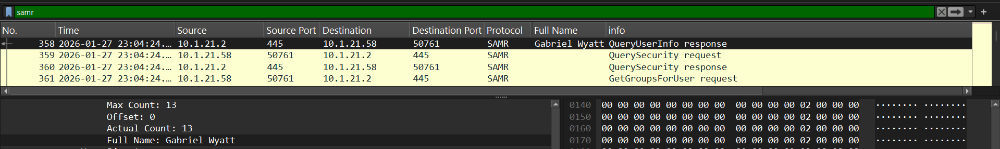 samr
No. Time Source Source Port Destination Destination Port Protocol Full Name info
358 2026-01-27 23:04:24.… 10.1.21.2 445 10.1.21.58 50761 SAMR Gabriel Wyatt QueryUserInfo response
359 2026-01-27 23:04:24.… 10.1.21.58 50761 10.1.21.2 445 SAMR QuerySecurity request
360 2026-01-27 23:04:24.… 10.1.21.2 445 10.1.21.58 50761 SAMR QuerySecurity response
361 2026-01-27 23:04:24.… 10.1.21.58 50761 10.1.21.2 445 SAMR GetGroupsForUser request
Max Count: 13
Offset: 0
Actual Count: 13
Full Name: Gabriel Wyatt
0140 00 00 00 00 00 00 00 00 00 00 00 00 02 00 00 00 ········ ········
0150 00 00 00 00 00 00 00 00 00 00 00 00 02 00 00 00 ········ ········
0160 00 00 00 00 00 00 00 00 00 00 00 00 02 00 00 00 ········ ········
0170 00 00 00 00 00 00 00 00 00 00 00 00 02 00 00 00 ········ ········